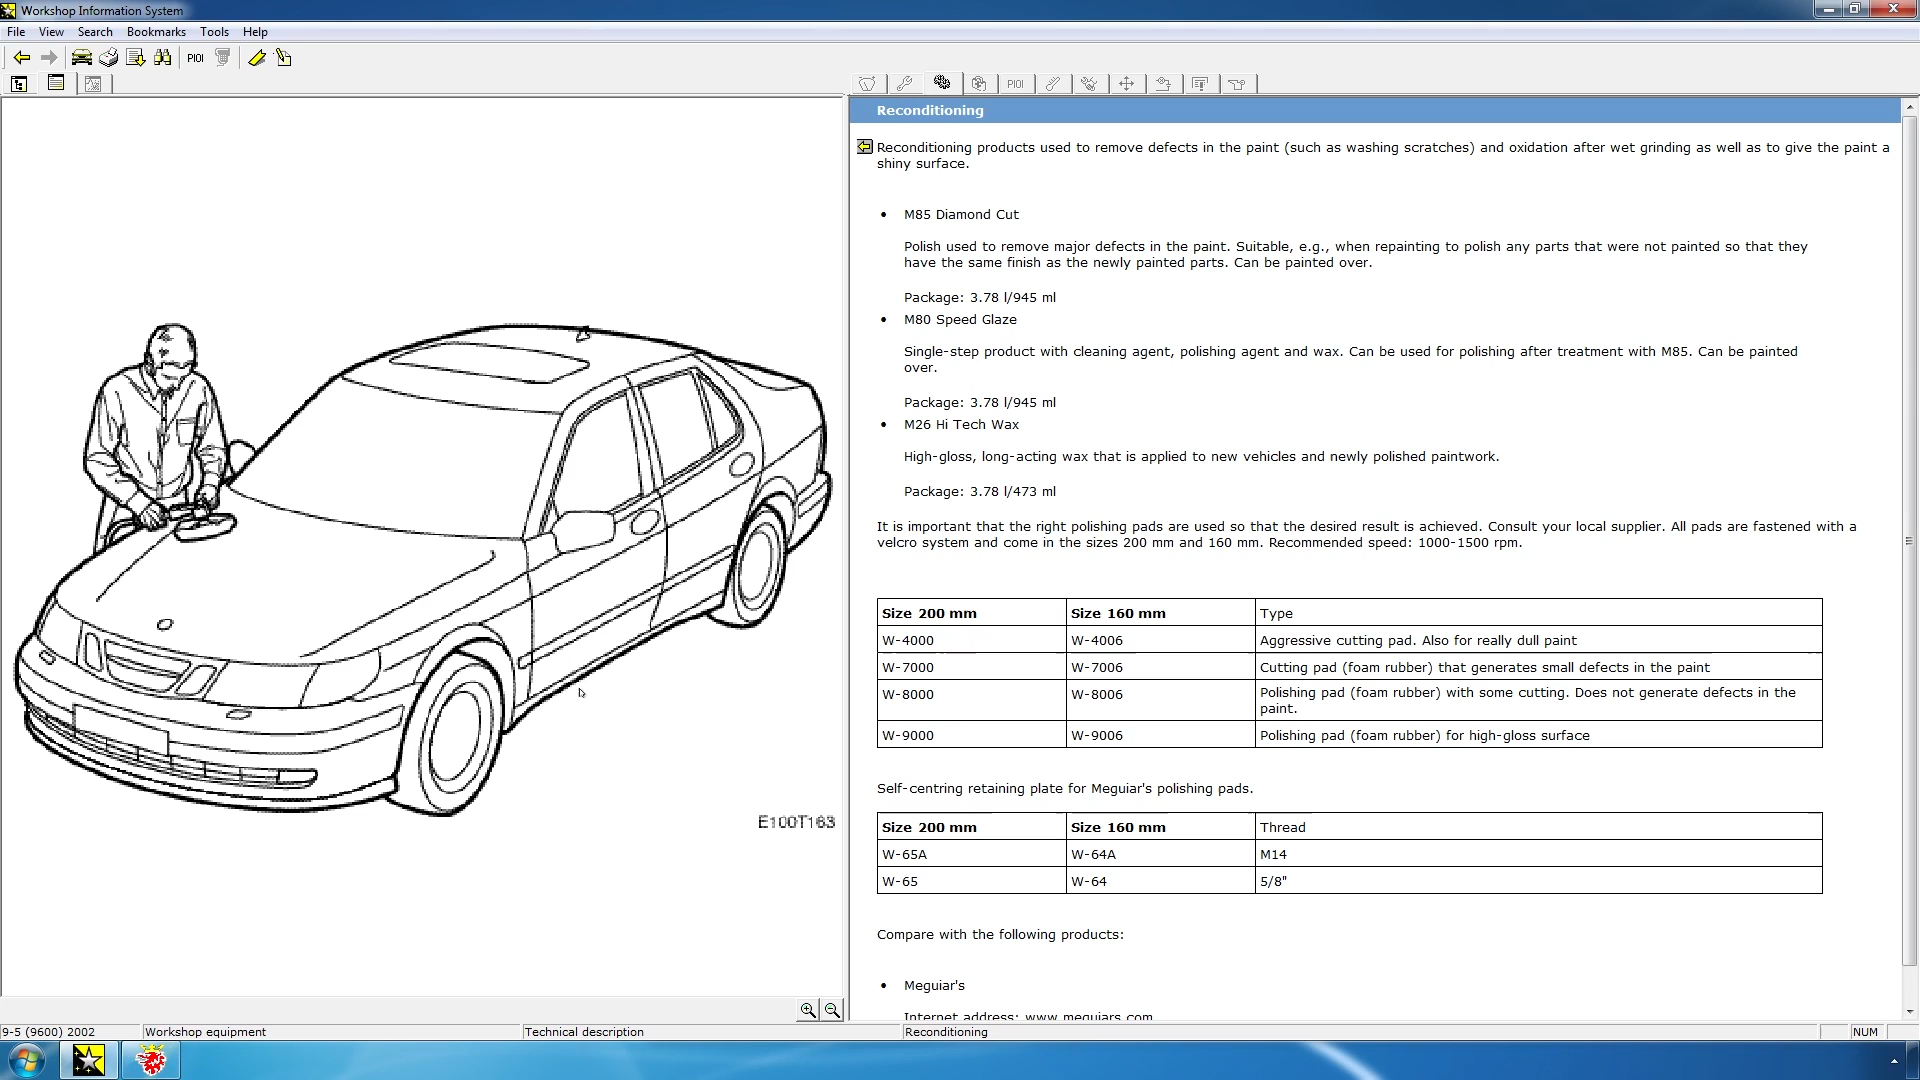 Workshop Information System
File View Search Bookmarks Tools Help
PIOI
PIOI
E100T163
Reconditioning
Reconditioning products used to remove defects in the paint (such as washing scratches) and oxidation after wet grinding as well as to give the paint a
shiny surface.
• M85 Diamond Cut
Polish used to remove major defects in the paint. Suitable, e.g., when repainting to polish any parts that were not painted so that they
have the same finish as the newly painted parts. Can be painted over.
Package: 3.78 l/945 ml
• M80 Speed Glaze
Single-step product with cleaning agent, polishing agent and wax. Can be used for polishing after treatment with M85. Can be painted
over.
Package: 3.78 l/945 ml
• M26 Hi Tech Wax
High-gloss, long-acting wax that is applied to new vehicles and newly polished paintwork.
Package: 3.78 l/473 ml
It is important that the right polishing pads are used so that the desired result is achieved. Consult your local supplier. All pads are fastened with a
velcro system and come in the sizes 200 mm and 160 mm. Recommended speed: 1000-1500 rpm.
Size 200 mm Size 160 mm Type
W-4000 W-4006 Aggressive cutting pad. Also for really dull paint
W-7000 W-7006 Cutting pad (foam rubber) that generates small defects in the paint
W-8000 W-8006 Polishing pad (foam rubber) with some cutting. Does not generate defects in the
paint.
W-9000 W-9006 Polishing pad (foam rubber) for high-gloss surface
Self-centring retaining plate for Meguiar's polishing pads.
Size 200 mm Size 160 mm Thread
W-65A W-64A M14
W-65 W-64 5/8"
Compare with the following products:
• Meguiar's
Internet address: www.meguiars.com
9-5 (9600) 2002 Workshop equipment Technical description Reconditioning NUM